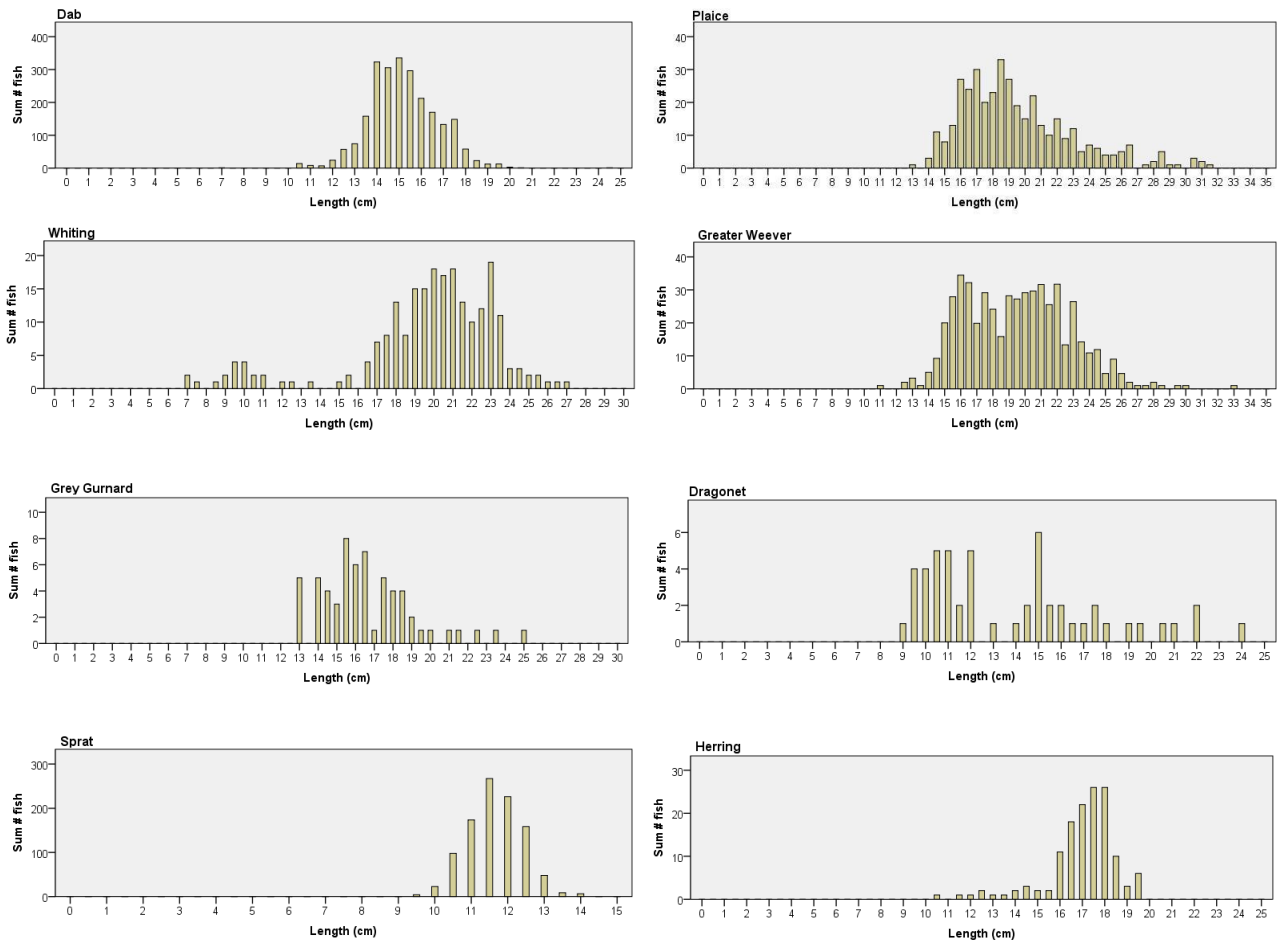 Dab
Sum # fish
400
300
200
100
0
0 1 2 3 4 5 6 7 8 9 10 11 12 13 14 15 16 17 18 19 20 21 22 23 24 25
Length (cm)
Plaice
Sum # fish
40
30
20
10
0
0 1 2 3 4 5 6 7 8 9 10 11 12 13 14 15 16 17 18 19 20 21 22 23 24 25 26 27 28 29 30 31 33 35
Length (cm)
Whiting
Sum # fish
20
15
10
5
0
0 1 2 3 4 5 6 7 8 9 10 11 12 13 14 15 16 17 18 19 20 21 22 23 24 25 26 27 28 29 30
Length (cm)
Greater Weever
Sum # fish
40
30
20
10
0
0 1 2 3 4 5 6 7 8 9 10 11 12 13 14 15 16 17 18 19 20 21 22 23 24 25 26 27 28 29 30 31 33 35
Length (cm)
Grey Gurnard
Sum # fish
10
8
6
4
2
0
0 1 2 3 4 5 6 7 8 9 10 11 12 13 14 15 16 17 18 19 20 21 22 23 24 25 26 27 28 29 30
Length (cm)
Dragonet
Sum # fish
6
4
2
0
0 1 2 3 4 5 6 7 8 9 10 11 12 13 14 15 16 17 18 19 20 21 22 23 24 25
Length (cm)
Sprat
Sum # fish
300
200
100
0
0 1 2 3 4 5 6 7 8 9 10 11 12 13 14 15
Length (cm)
Herring
Sum # fish
30
20
10
0
0 1 2 3 4 5 6 7 8 9 10 11 12 13 14 15 16 17 18 19 20 21 22 23 24 25
Length (cm)